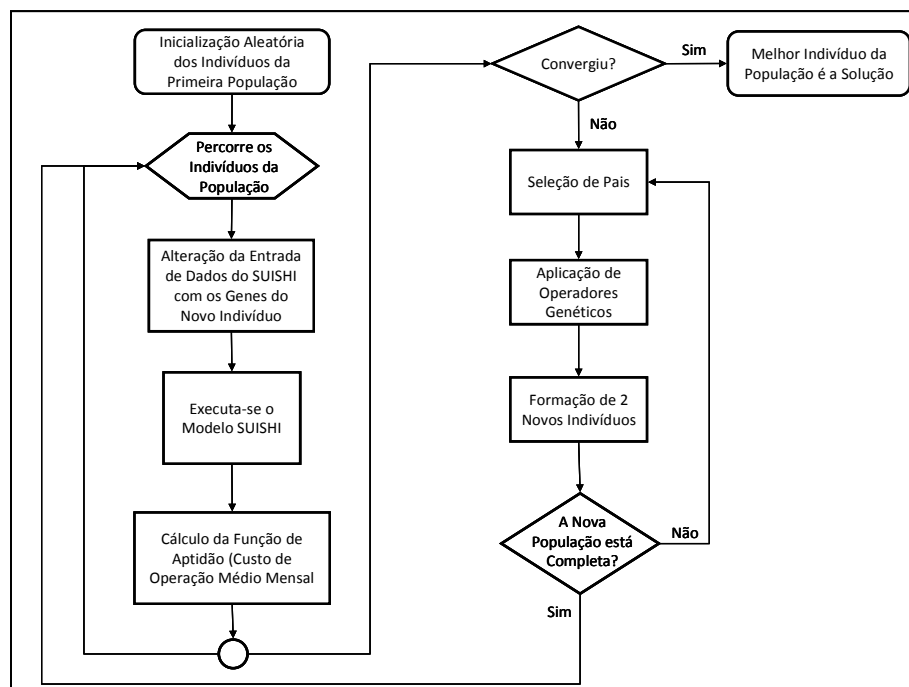 Inicialização Aleatória
dos Indivíduos da
Primeira População
Percorre os
Indivíduos da
População
Alteração da Entrada
de Dados do SUISHI
com os Genes do
Novo Indivíduo
Executa-se o
Modelo SUISHI
Cálculo da Função de
Aptidão (Custo de
Operação Médio Mensal
Convergiu?
Sim
Melhor Indivíduo da
População é a Solução
Não
Seleção de Pais
Aplicação de
Operadores
Genéticos
Formação de 2
Novos Indivíduos
A Nova
População está
Completa?
Não
Sim